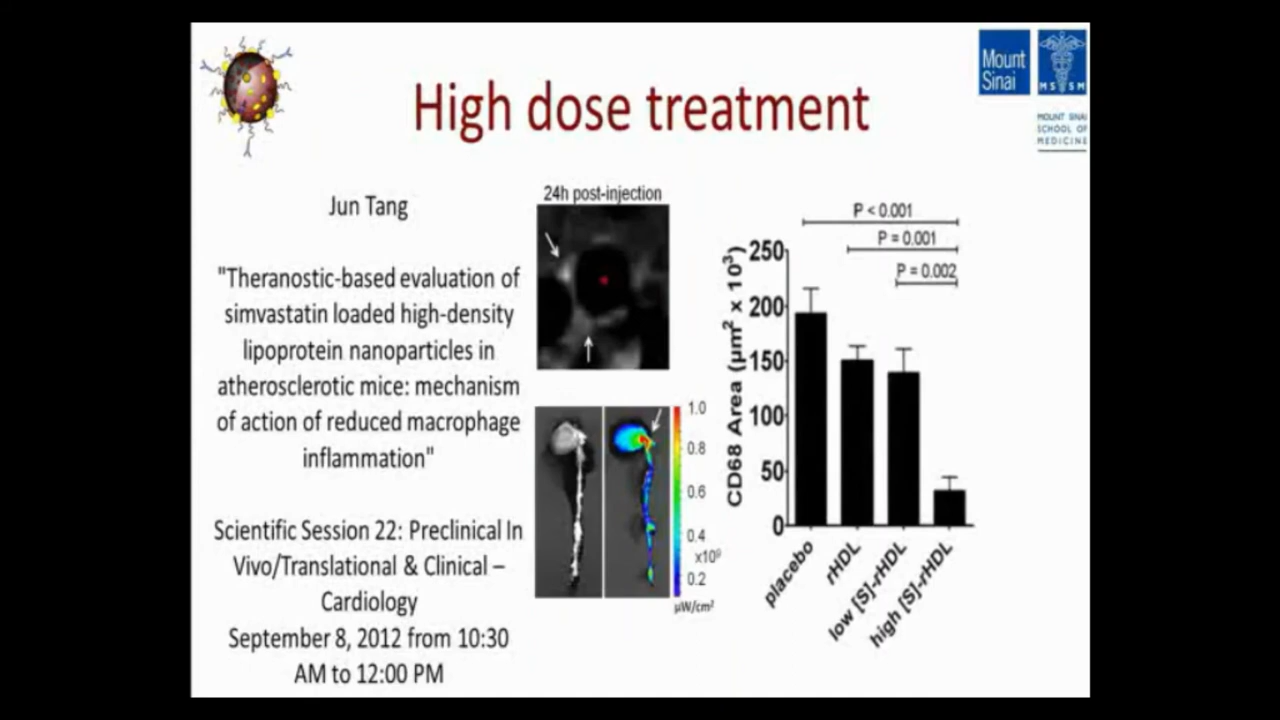 High dose treatment
Mount
Sinai
MSSM
MOUNT SINAI
SCHOOL OF
MEDICINE
Jun Tang
"Theranostic-based evaluation of
simvastatin loaded high-density
lipoprotein nanoparticles in
atherosclerotic mice: mechanism
of action of reduced macrophage
inflammation"
Scientific Session 22: Preclinical In
Vivo/Translational & Clinical –
Cardiology
September 8, 2012 from 10:30
AM to 12:00 PM
24h post-injection
1.0
0.8
0.6
0.4
x10⁹
0.2
µW/cm²
P < 0.001
P = 0.001
P = 0.002
CD68 Area (µm² x 10³)
250
200
150
100
50
0
placebo
rHDL
low [S]-rHDL
high [S]-rHDL